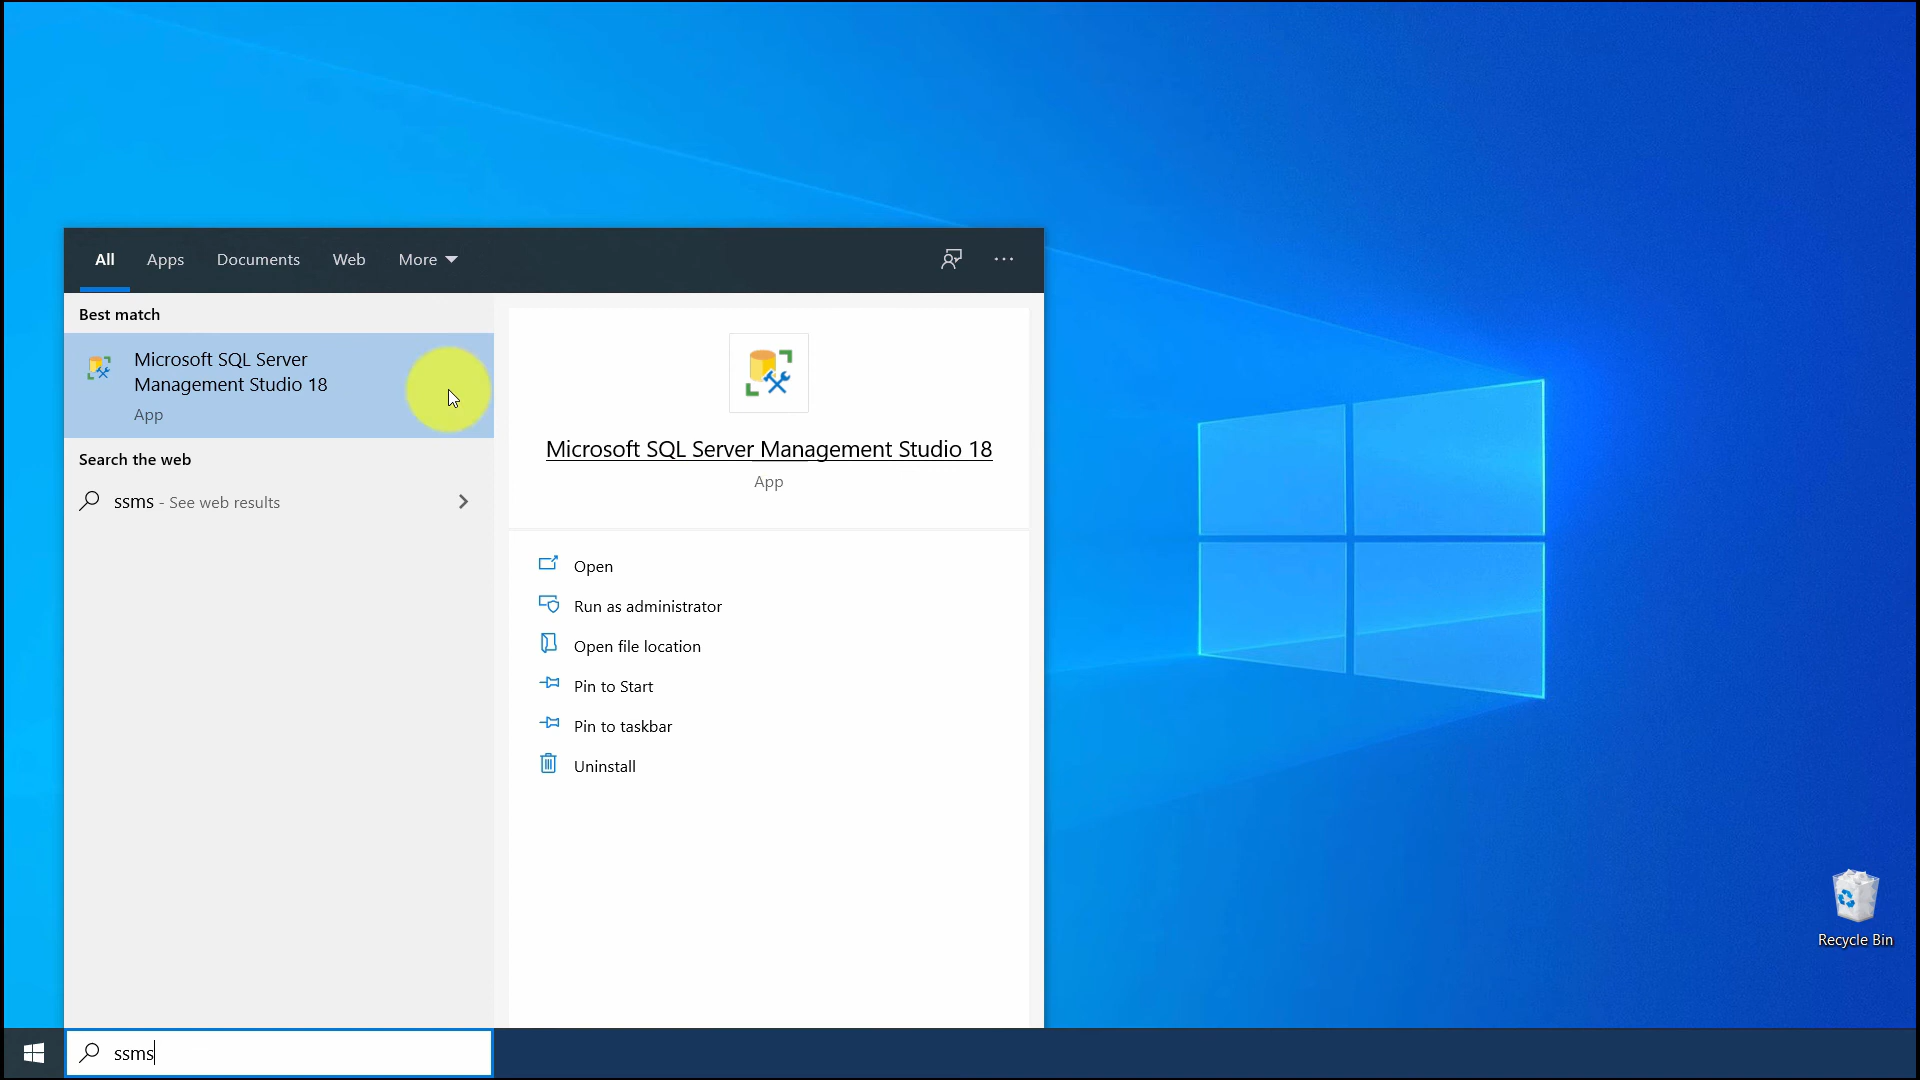 All Apps Documents Web More
Best match
Microsoft SQL Server
Management Studio 18
App
Search the web
ssms - See web results
Microsoft SQL Server Management Studio 18
App
Open
Run as administrator
Open file location
Pin to Start
Pin to taskbar
Uninstall
Recycle Bin
ssms